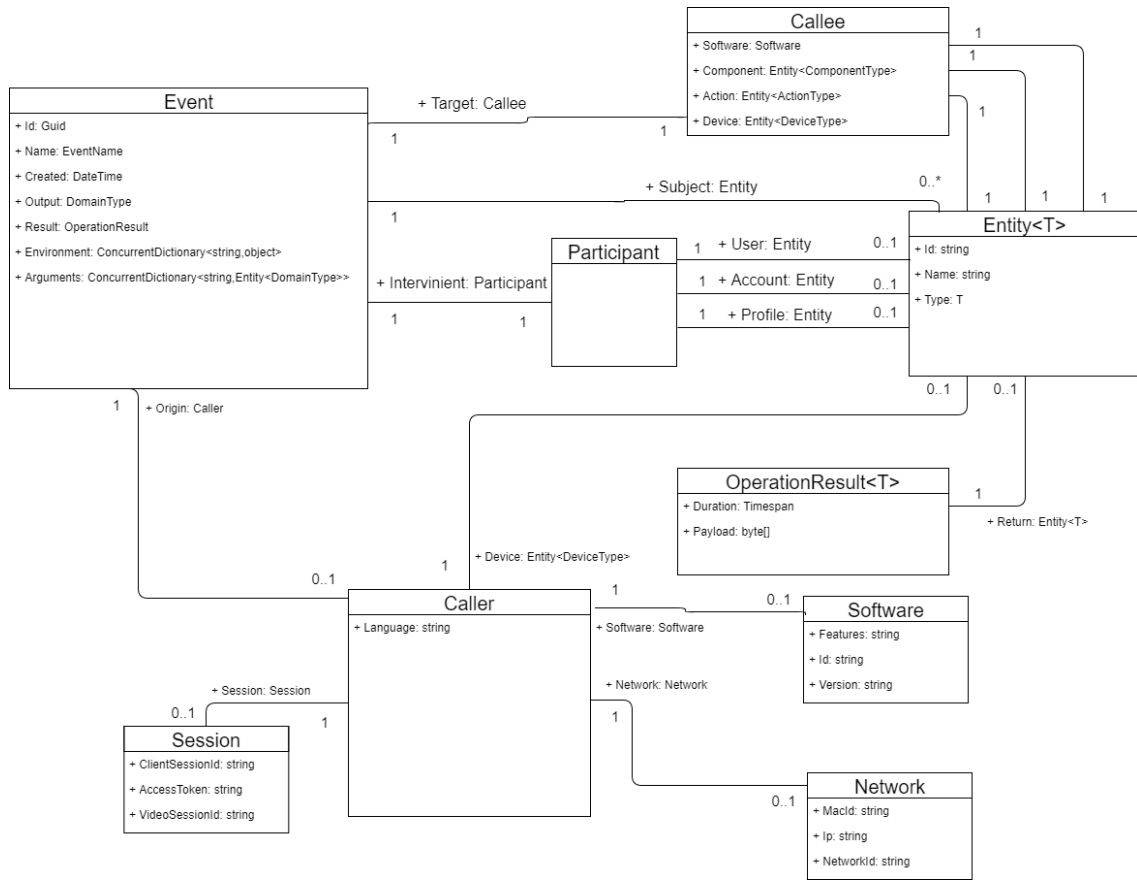 Callee
+ Software: Software
+ Component: Entity<ComponentType>
+ Action: Entity<ActionType>
+ Device: Entity<DeviceType>
1
1
1
Event
+ Id: Guid
+ Name: EventName
+ Created: DateTime
+ Output: DomainType
+ Result: OperationResult
+ Environment: ConcurrentDictionary<string,object>
+ Arguments: ConcurrentDictionary<string,Entity<DomainType>>
+ Target: Callee
1
1
+ Subject: Entity
1
0..*
1
1
1
Entity<T>
+ Id: string
+ Name: string
+ Type: T
Participant
+ Intervinient: Participant
1
1
1
+ User: Entity
0..1
1
+ Account: Entity
0..1
1
+ Profile: Entity
0..1
1
+ Origin: Caller
0..1
0..1
0..1
OperationResult<T>
+ Duration: Timespan
+ Payload: byte[]
1
+ Return: Entity<T>
+ Device: Entity<DeviceType>
1
Caller
+ Language: string
1
0..1
+ Software: Software
Software
+ Features: string
+ Id: string
+ Version: string
+ Session: Session
0..1
1
+ Network: Network
1
0..1
Session
+ ClientSessionId: string
+ AccessToken: string
+ VideoSessionId: string
Network
+ MacId: string
+ Ip: string
+ NetworkId: string